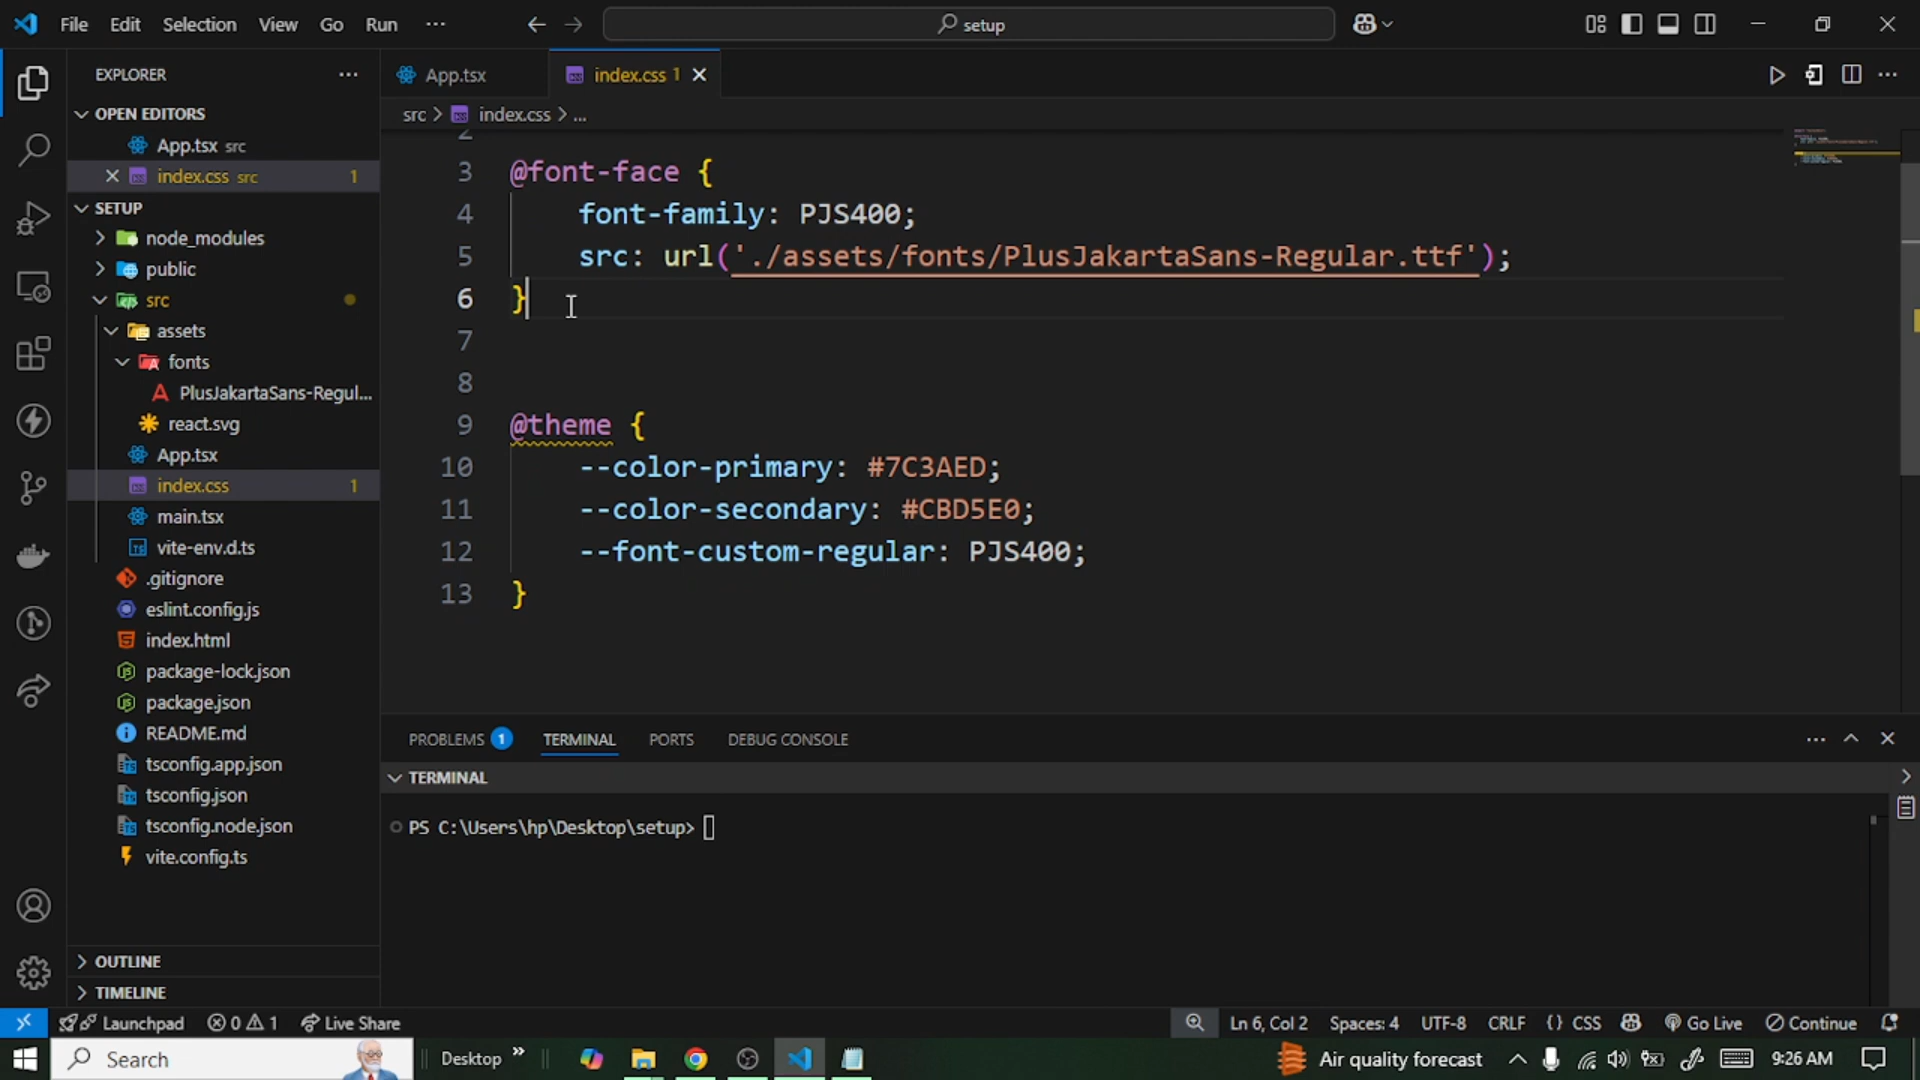 File Edit Selection View Go Run ··· setup
EXPLORER ···
OPEN EDITORS
App.tsx src
index.css src 1
SETUP
node_modules
public
src
assets
fonts
PlusJakartaSans-Regul...
react.svg
App.tsx
index.css 1
main.tsx
vite-env.d.ts
.gitignore
eslint.config.js
index.html
package-lock.json
package.json
README.md
tsconfig.app.json
tsconfig.json
tsconfig.node.json
vite.config.ts
OUTLINE
TIMELINE
App.tsx index.css 1
src > index.css > ...
2
3 @font-face {
4 font-family: PJS400;
5 src: url('./assets/fonts/PlusJakartaSans-Regular.ttf');
6 }
7
8
9 @theme {
10 --color-primary: #7C3AED;
11 --color-secondary: #CBD5E0;
12 --font-custom-regular: PJS400;
13 }
PROBLEMS 1 TERMINAL PORTS DEBUG CONSOLE ···
TERMINAL
PS C:\Users\hp\Desktop\setup>
Launchpad 0 1 Live Share Ln 6, Col 2 Spaces: 4 UTF-8 CRLF {} CSS Go Live Continue
Search Desktop » Air quality forecast 9:26 AM